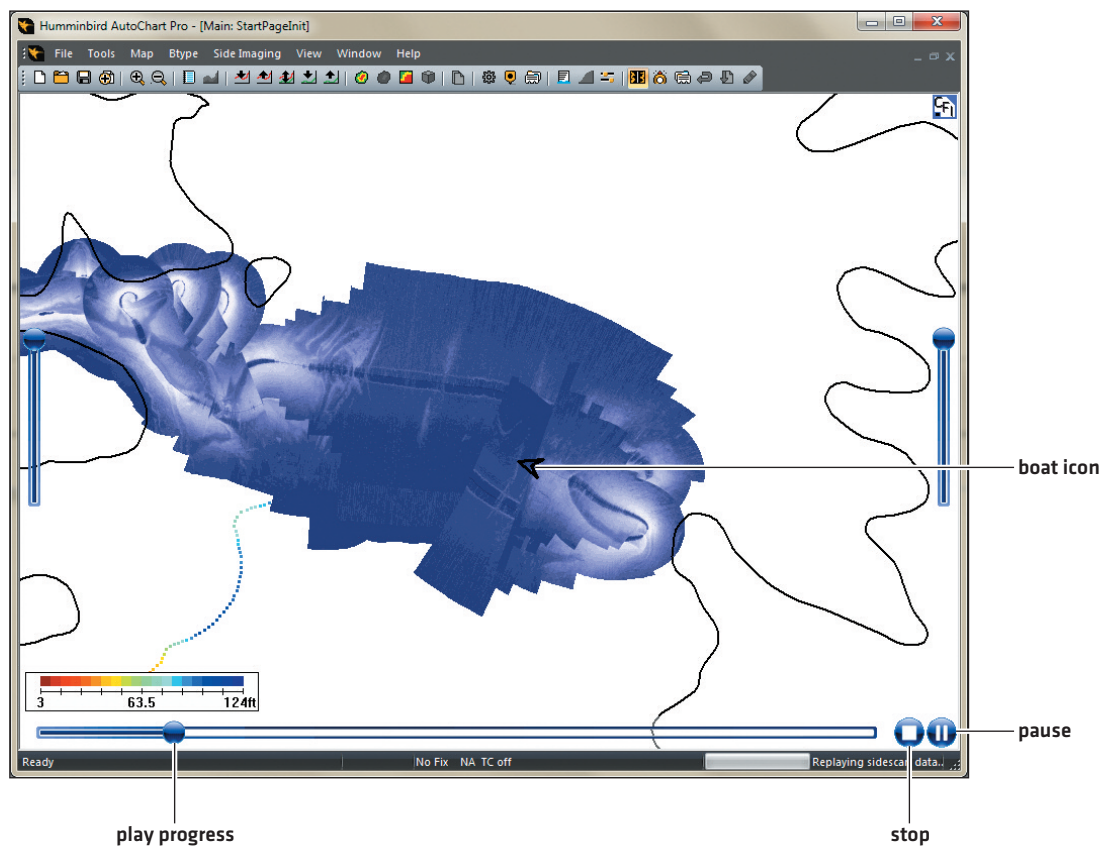 Humminbird AutoChart Pro - [Main: StartPageInit]
File Tools Map Btype Side Imaging View Window Help
CFI
boat icon
3 63.5 124ft
pause
Ready No Fix NA TC off Replaying sidescan data..
play progress
stop